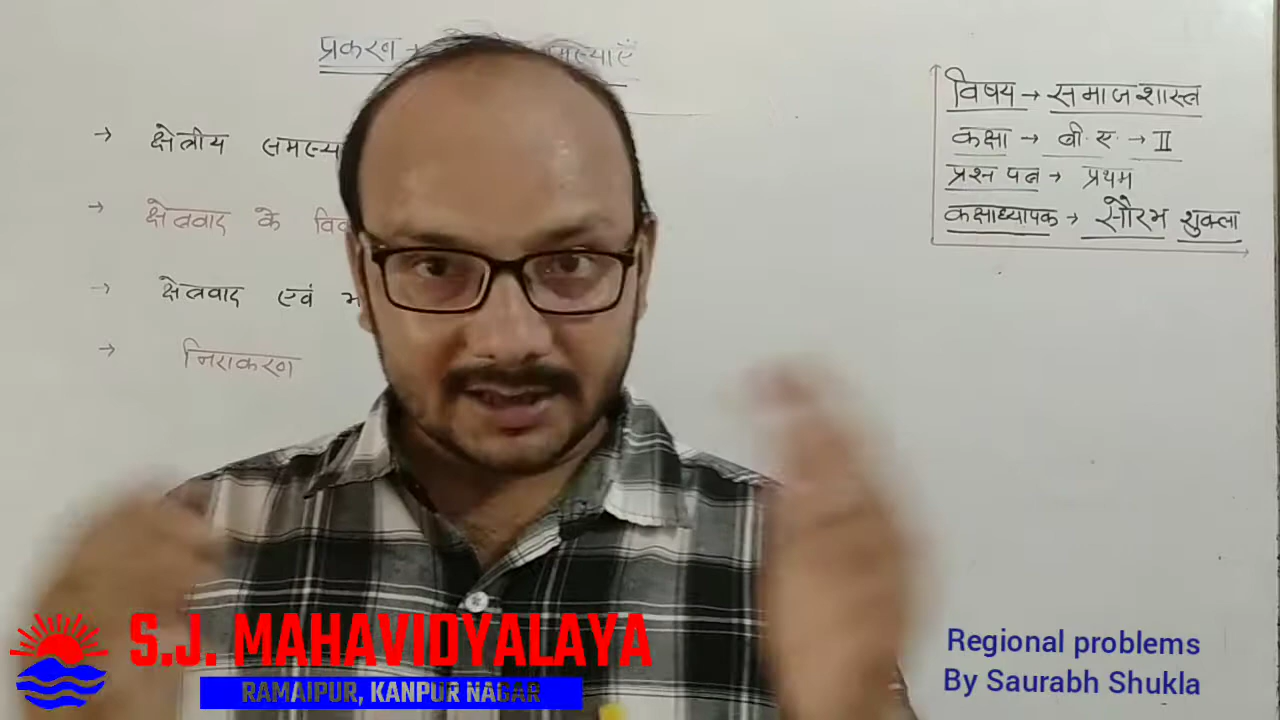 प्रकरण →
विषय → समाजशास्त्र
→ क्षेत्रीय
कक्षा → बी. ए. → II
प्रश्न पत्र → प्रथम
→ क्षेत्रवाद के
कक्षाध्यापक → सौरभ शुक्ला
→ क्षेत्रवाद एवं
→ निराकरण
S.J. MAHAVIDYALAYA
RAMAIPUR, KANPUR NAGAR
Regional problems
By Saurabh Shukla